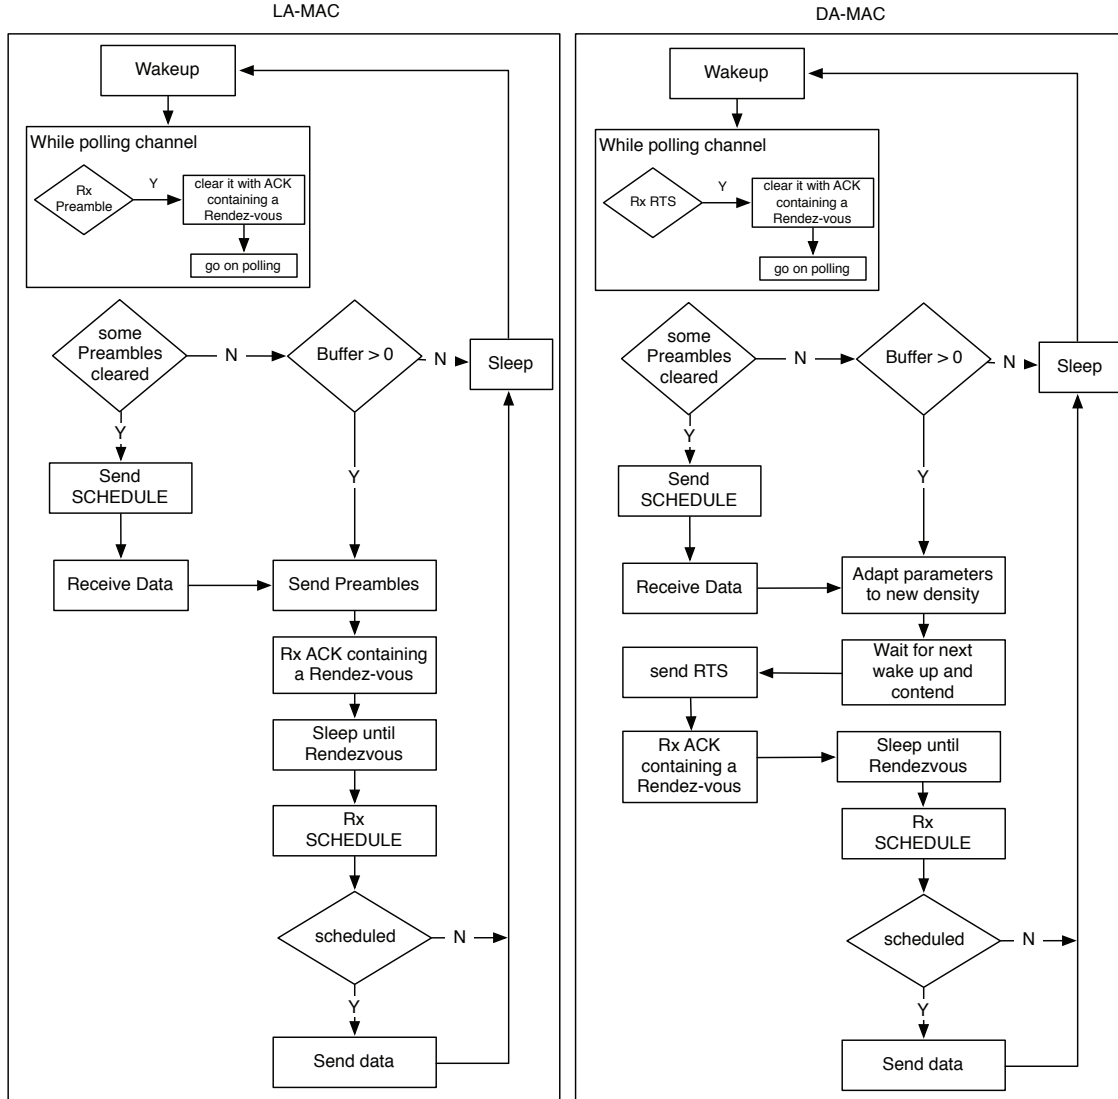 LA-MAC
Wakeup
While polling channel
Rx
Preamble
Y
clear it with ACK
containing a
Rendez-vous
go on polling
some
Preambles
cleared
N
Buffer > 0
N
Sleep
Y
Y
Send
SCHEDULE
Receive Data
Send Preambles
Rx ACK containing
a Rendez-vous
Sleep until
Rendezvous
Rx
SCHEDULE
scheduled
N
Y
Send data
DA-MAC
Wakeup
While polling channel
Rx RTS
Y
clear it with ACK
containing a
Rendez-vous
go on polling
some
Preambles
cleared
N
Buffer > 0
N
Sleep
Y
Y
Send
SCHEDULE
Receive Data
Adapt parameters
to new density
Wait for next
wake up and
contend
send RTS
Rx ACK
containing a
Rendez-vous
Sleep until
Rendezvous
Rx
SCHEDULE
scheduled
N
Y
Send data